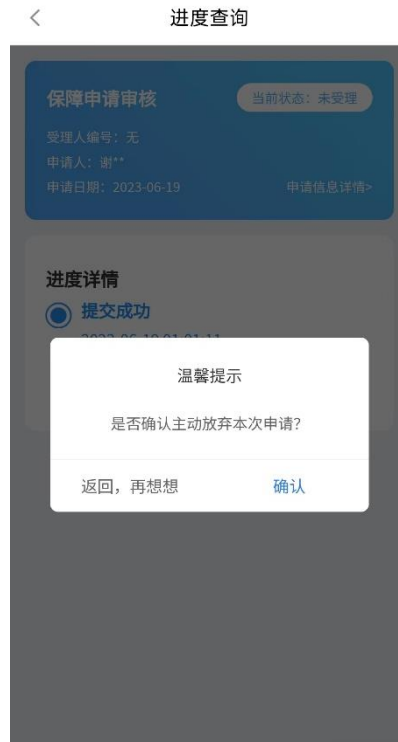 进度查询
保障申请审核
当前状态：未受理
受理人编号：无
申请人：谢**
申请日期：2023-06-19
申请信息详情>
进度详情
提交成功
温馨提示
是否确认主动放弃本次申请？
返回，再想想
确认